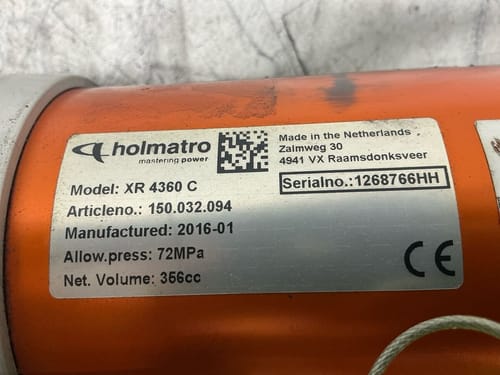 holmatro
mastering power
Made in the Netherlands
Zalmweg 30
4941 VX Raamsdonksveer
Model: XR 4360 C
Serialno.:1268766HH
Articleno.: 150.032.094
Manufactured: 2016-01
Allow.press: 72MPa
Net. Volume: 356cc
CE